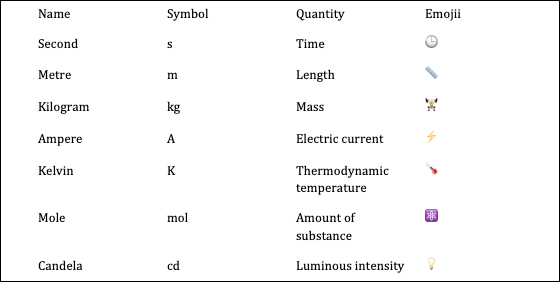 Name Symbol Quantity Emojii
Second s Time 🕒
Metre m Length 📏
Kilogram kg Mass 🏋️
Ampere A Electric current ⚡
Kelvin K Thermodynamic
temperature 🌡️
Mole mol Amount of
substance ⚛️
Candela cd Luminous intensity 💡